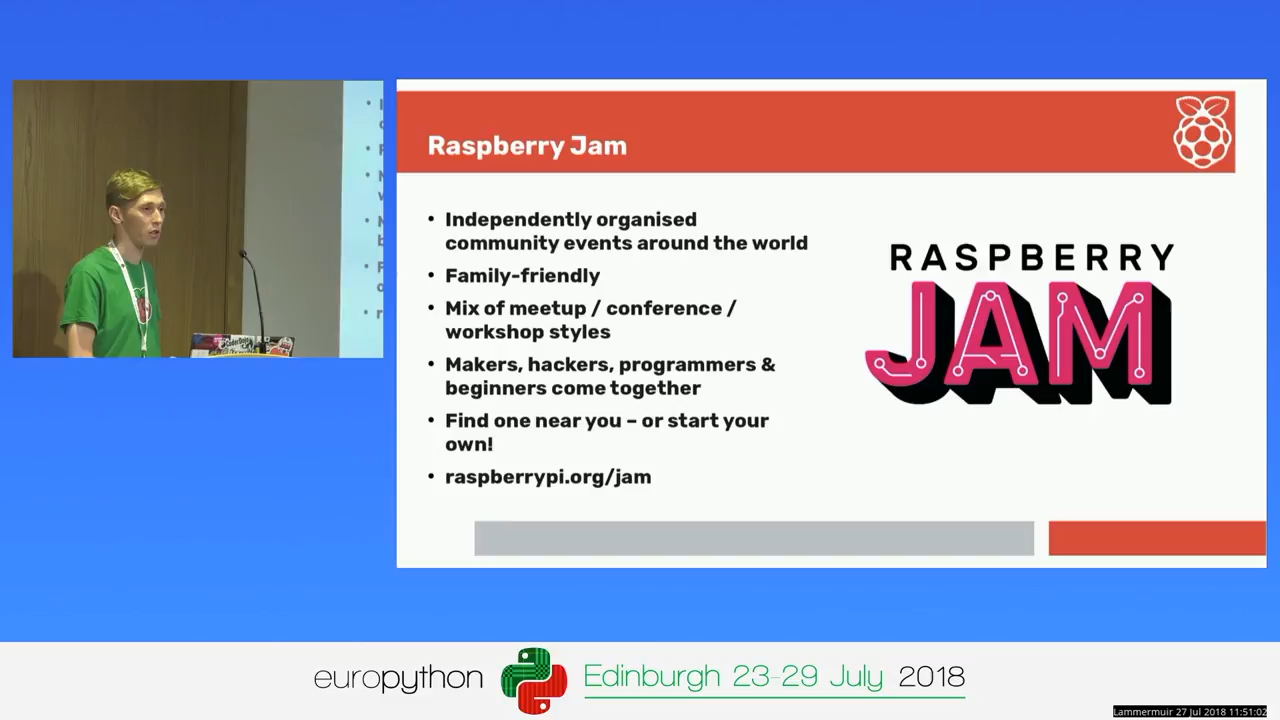 Raspberry Jam
• Independently organised
community events around the world
• Family-friendly
• Mix of meetup / conference /
workshop styles
• Makers, hackers, programmers &
beginners come together
• Find one near you – or start your
own!
• raspberrypi.org/jam
RASPBERRY
JAM
europython
Edinburgh 23-29 July 2018
Lammermuir 27 Jul 2018 11:51:02